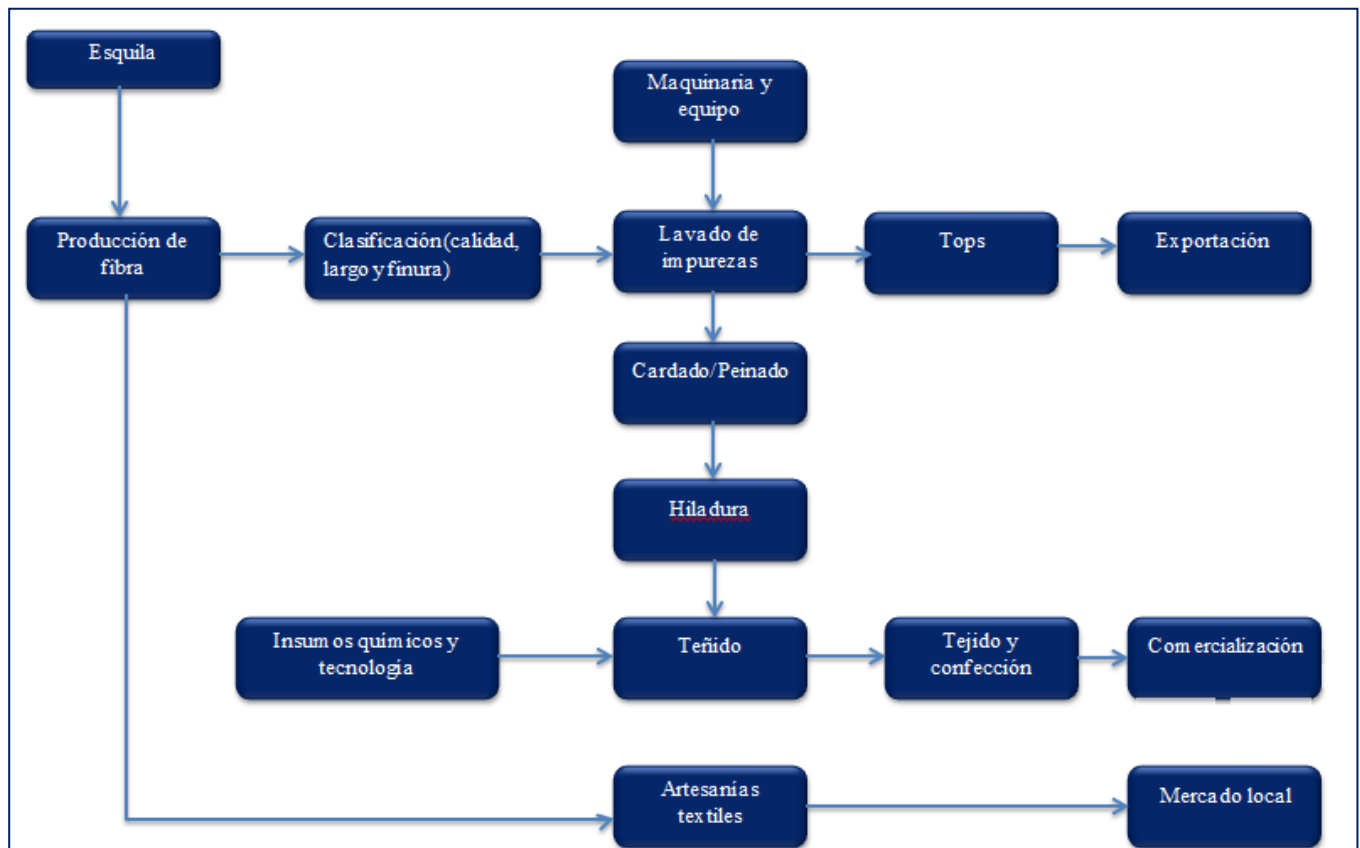 Esquila
Maquinaria y
equipo
Producción de
fibra
Clasificación(calidad,
largo y finura)
Lavado de
impurezas
Tops
Exportación
Cardado/Peinado
Hiladura
Insumos químicos y
tecnología
Teñido
Tejido y
confección
Comercialización
Artesanías
textiles
Mercado local